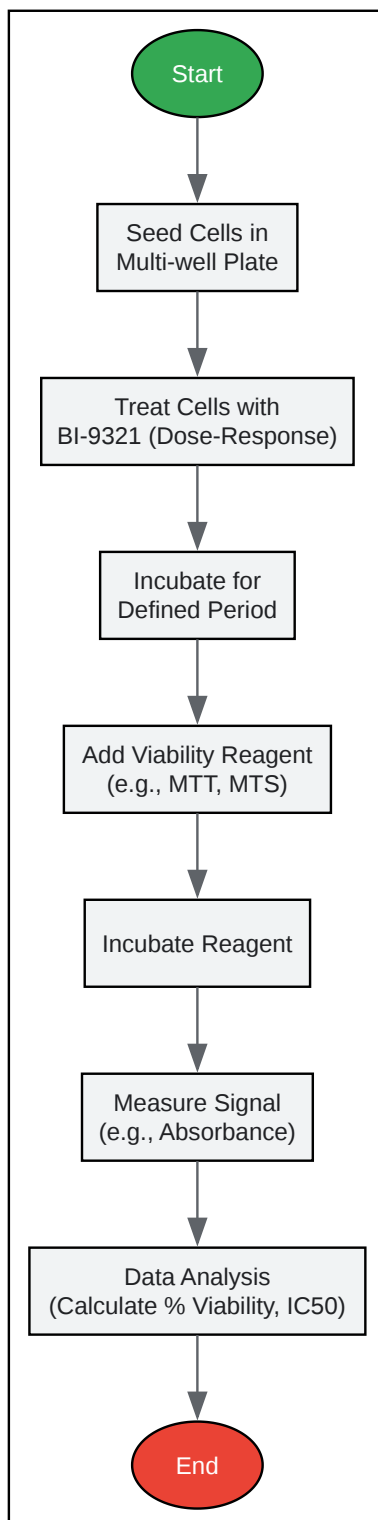 Start
Seed Cells in
Multi-well Plate
Treat Cells with
BI-9321 (Dose-Response)
Incubate for
Defined Period
Add Viability Reagent
(e.g., MTT, MTS)
Incubate Reagent
Measure Signal
(e.g., Absorbance)
Data Analysis
(Calculate % Viability, IC50)
End